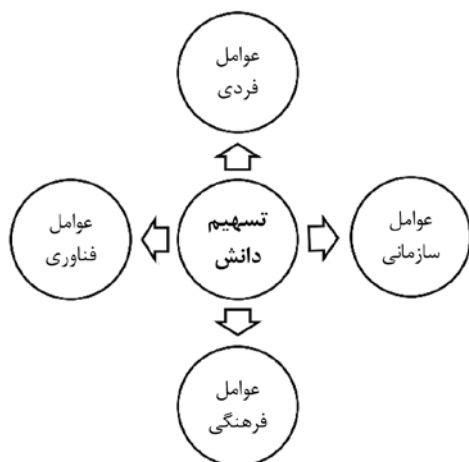 عوامل
فردی
عوامل
سازمانی
تسهیم
دانش
عوامل
فناوری
عوامل
فرهنگی